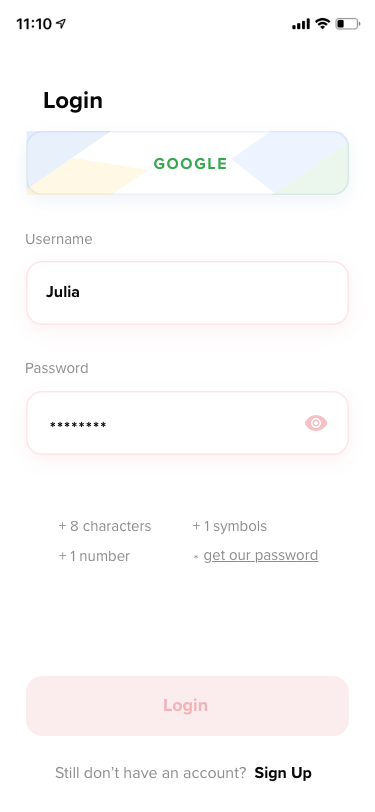 11:10
Login
GOOGLE
Username
Julia
Password
********
+ 8 characters
+ 1 symbols
+ 1 number
* get our password
Login
Still don't have an account? Sign Up